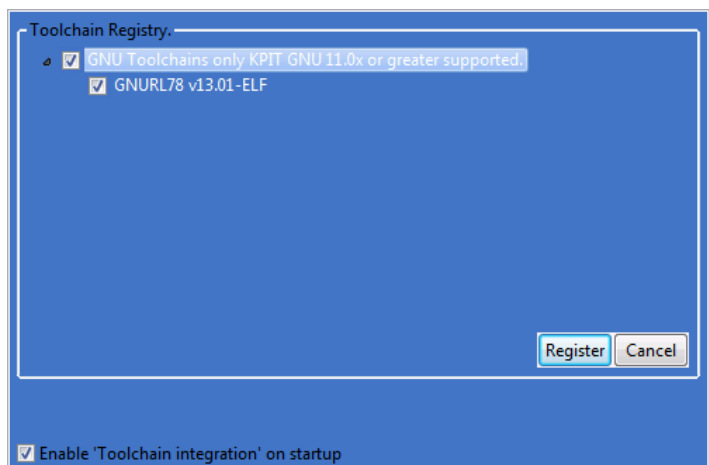 Toolchain Registry.
GNU Toolchains only KPIT GNU 11.0x or greater supported.
GNURL78 v13.01-ELF
Register Cancel
Enable 'Toolchain integration' on startup